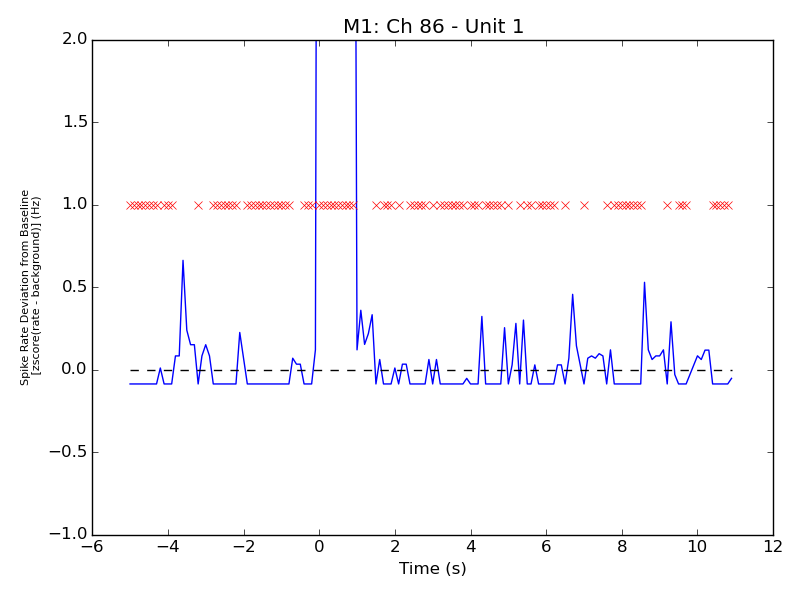 M1: Ch 86 - Unit 1
2.0
1.5
1.0
0.5
0.0
−0.5
−1.0
Spike Rate Deviation from Baseline
[zscore(rate - background)] (Hz)
−6 −4 −2 0 2 4 6 8 10 12
Time (s)